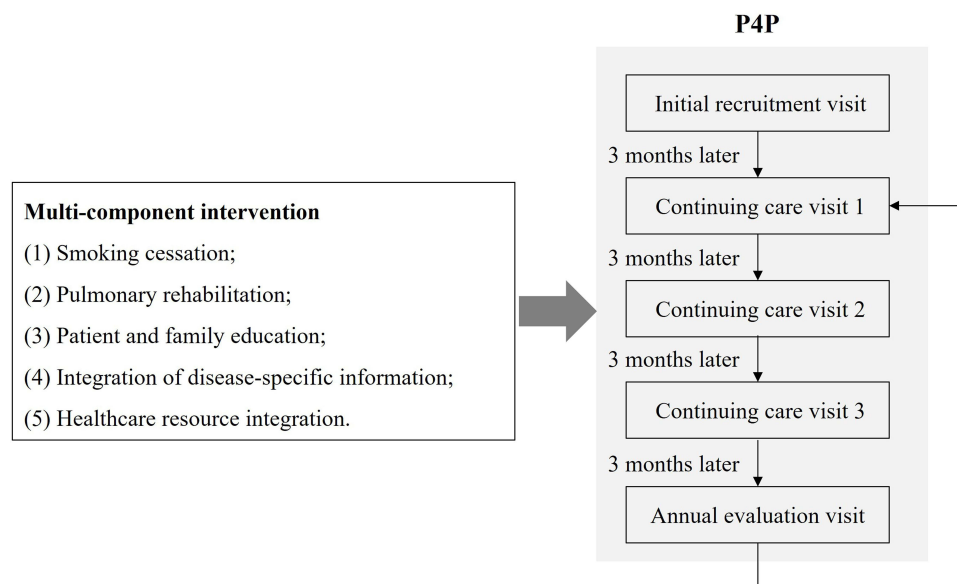 P4P
Initial recruitment visit
3 months later
Continuing care visit 1
3 months later
Continuing care visit 2
3 months later
Continuing care visit 3
3 months later
Annual evaluation visit
Multi-component intervention
(1) Smoking cessation;
(2) Pulmonary rehabilitation;
(3) Patient and family education;
(4) Integration of disease-specific information;
(5) Healthcare resource integration.